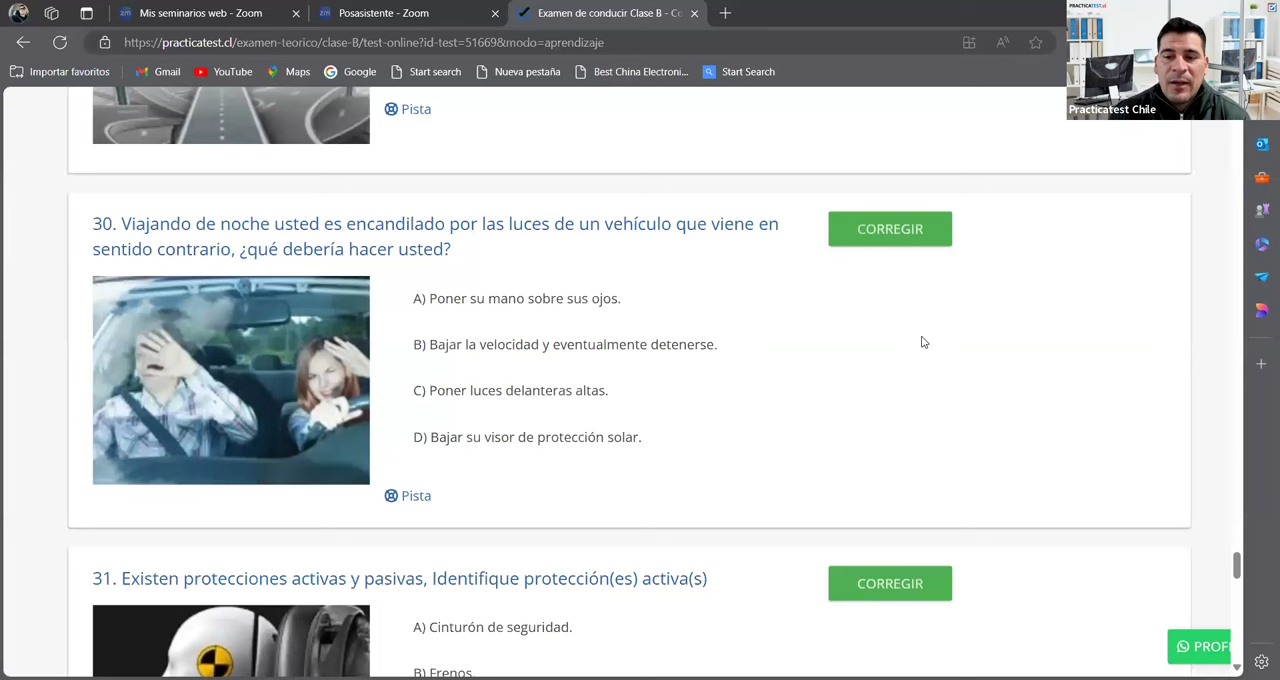 Mis seminarios web - Zoom
Posasistente - Zoom
Examen de conducir Clase B - Co
https://practicatest.cl/examen-teorico/clase-B/test-online?id-test=51669&modo=aprendizaje
Importar favoritos
Gmail
YouTube
Maps
Google
Start search
Nueva pestaña
Best China Electroni...
Start Search
PRACTICATEST.cl
Practicatest Chile
Pista
30. Viajando de noche usted es encandilado por las luces de un vehículo que viene en
sentido contrario, ¿qué debería hacer usted?
CORREGIR
A) Poner su mano sobre sus ojos.
B) Bajar la velocidad y eventualmente detenerse.
C) Poner luces delanteras altas.
D) Bajar su visor de protección solar.
Pista
31. Existen protecciones activas y pasivas, Identifique protección(es) activa(s)
CORREGIR
A) Cinturón de seguridad.
B) Frenos
PROF